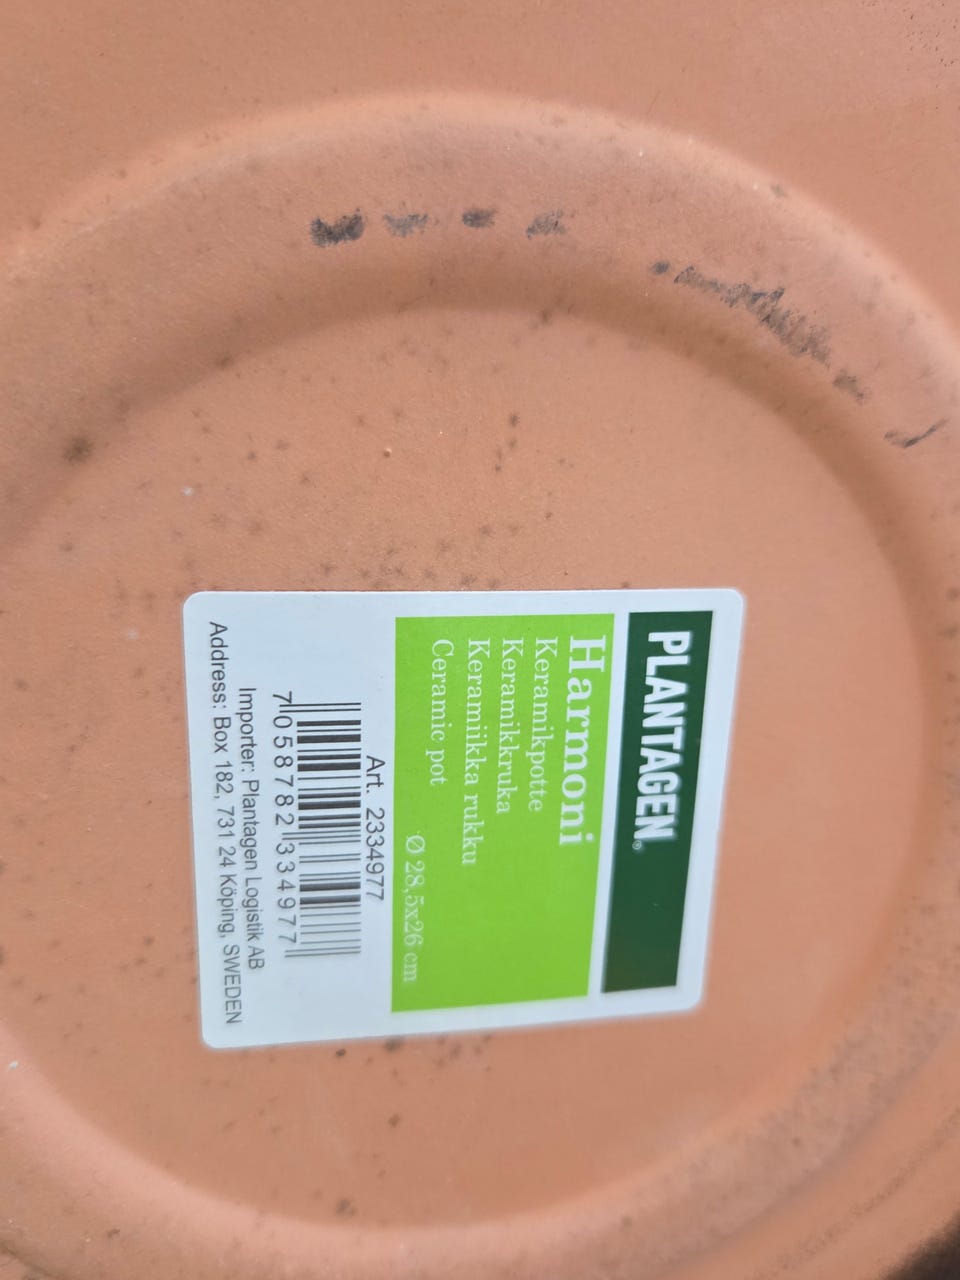 PLANTAGEN®
Harmoni
Keramikpotte
Keramikkruka
Keramiikka rukku
Ceramic pot
Ø 28,5x26 cm
Art. 2334977
7058782334977
Importer: Plantagen Logistik AB
Address: Box 182, 731 24 Köping, SWEDEN